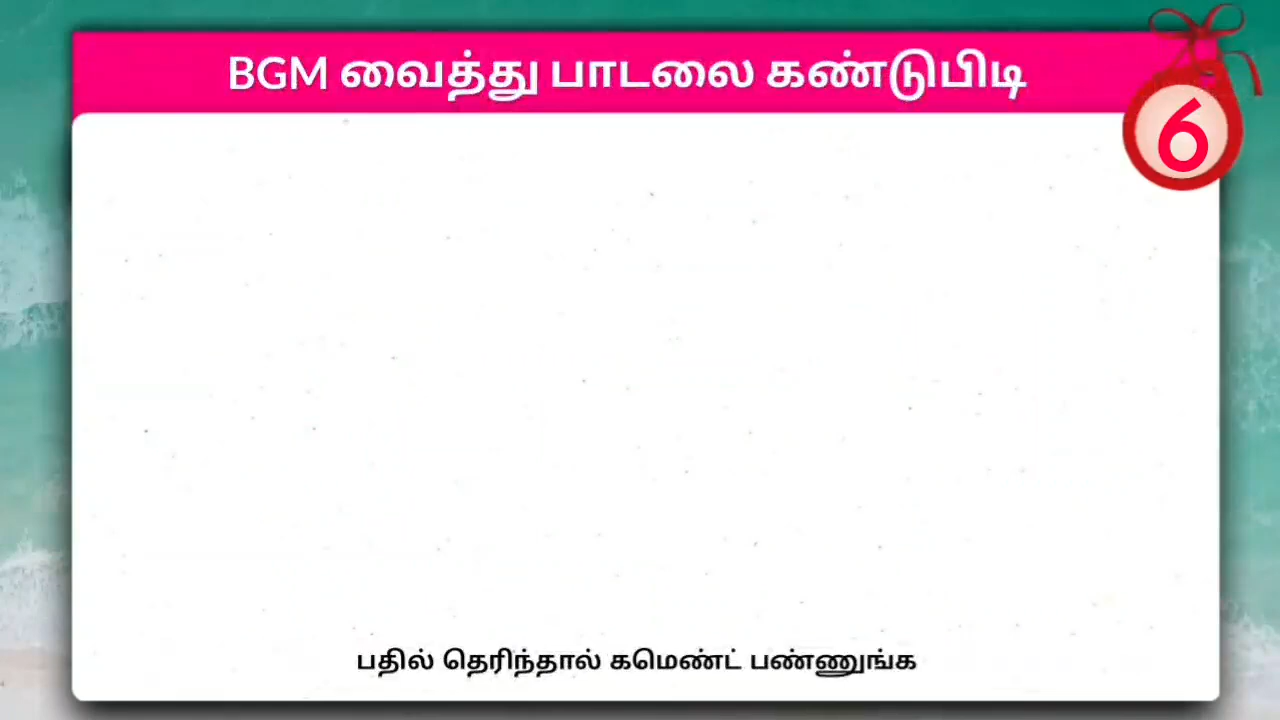 BGM வைத்து பாடலை கண்டுபிடி
6
பதில் தெரிந்தால் கமெண்ட் பண்ணுங்க